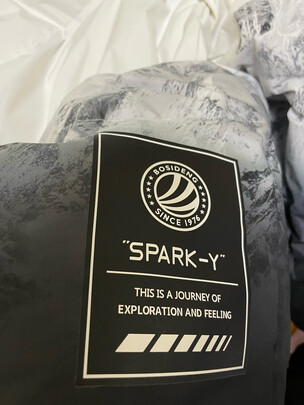 BOSIDENG
SINCE 1976
"SPARK-Y"
THIS IS A JOURNEY OF
EXPLORATION AND FEELING